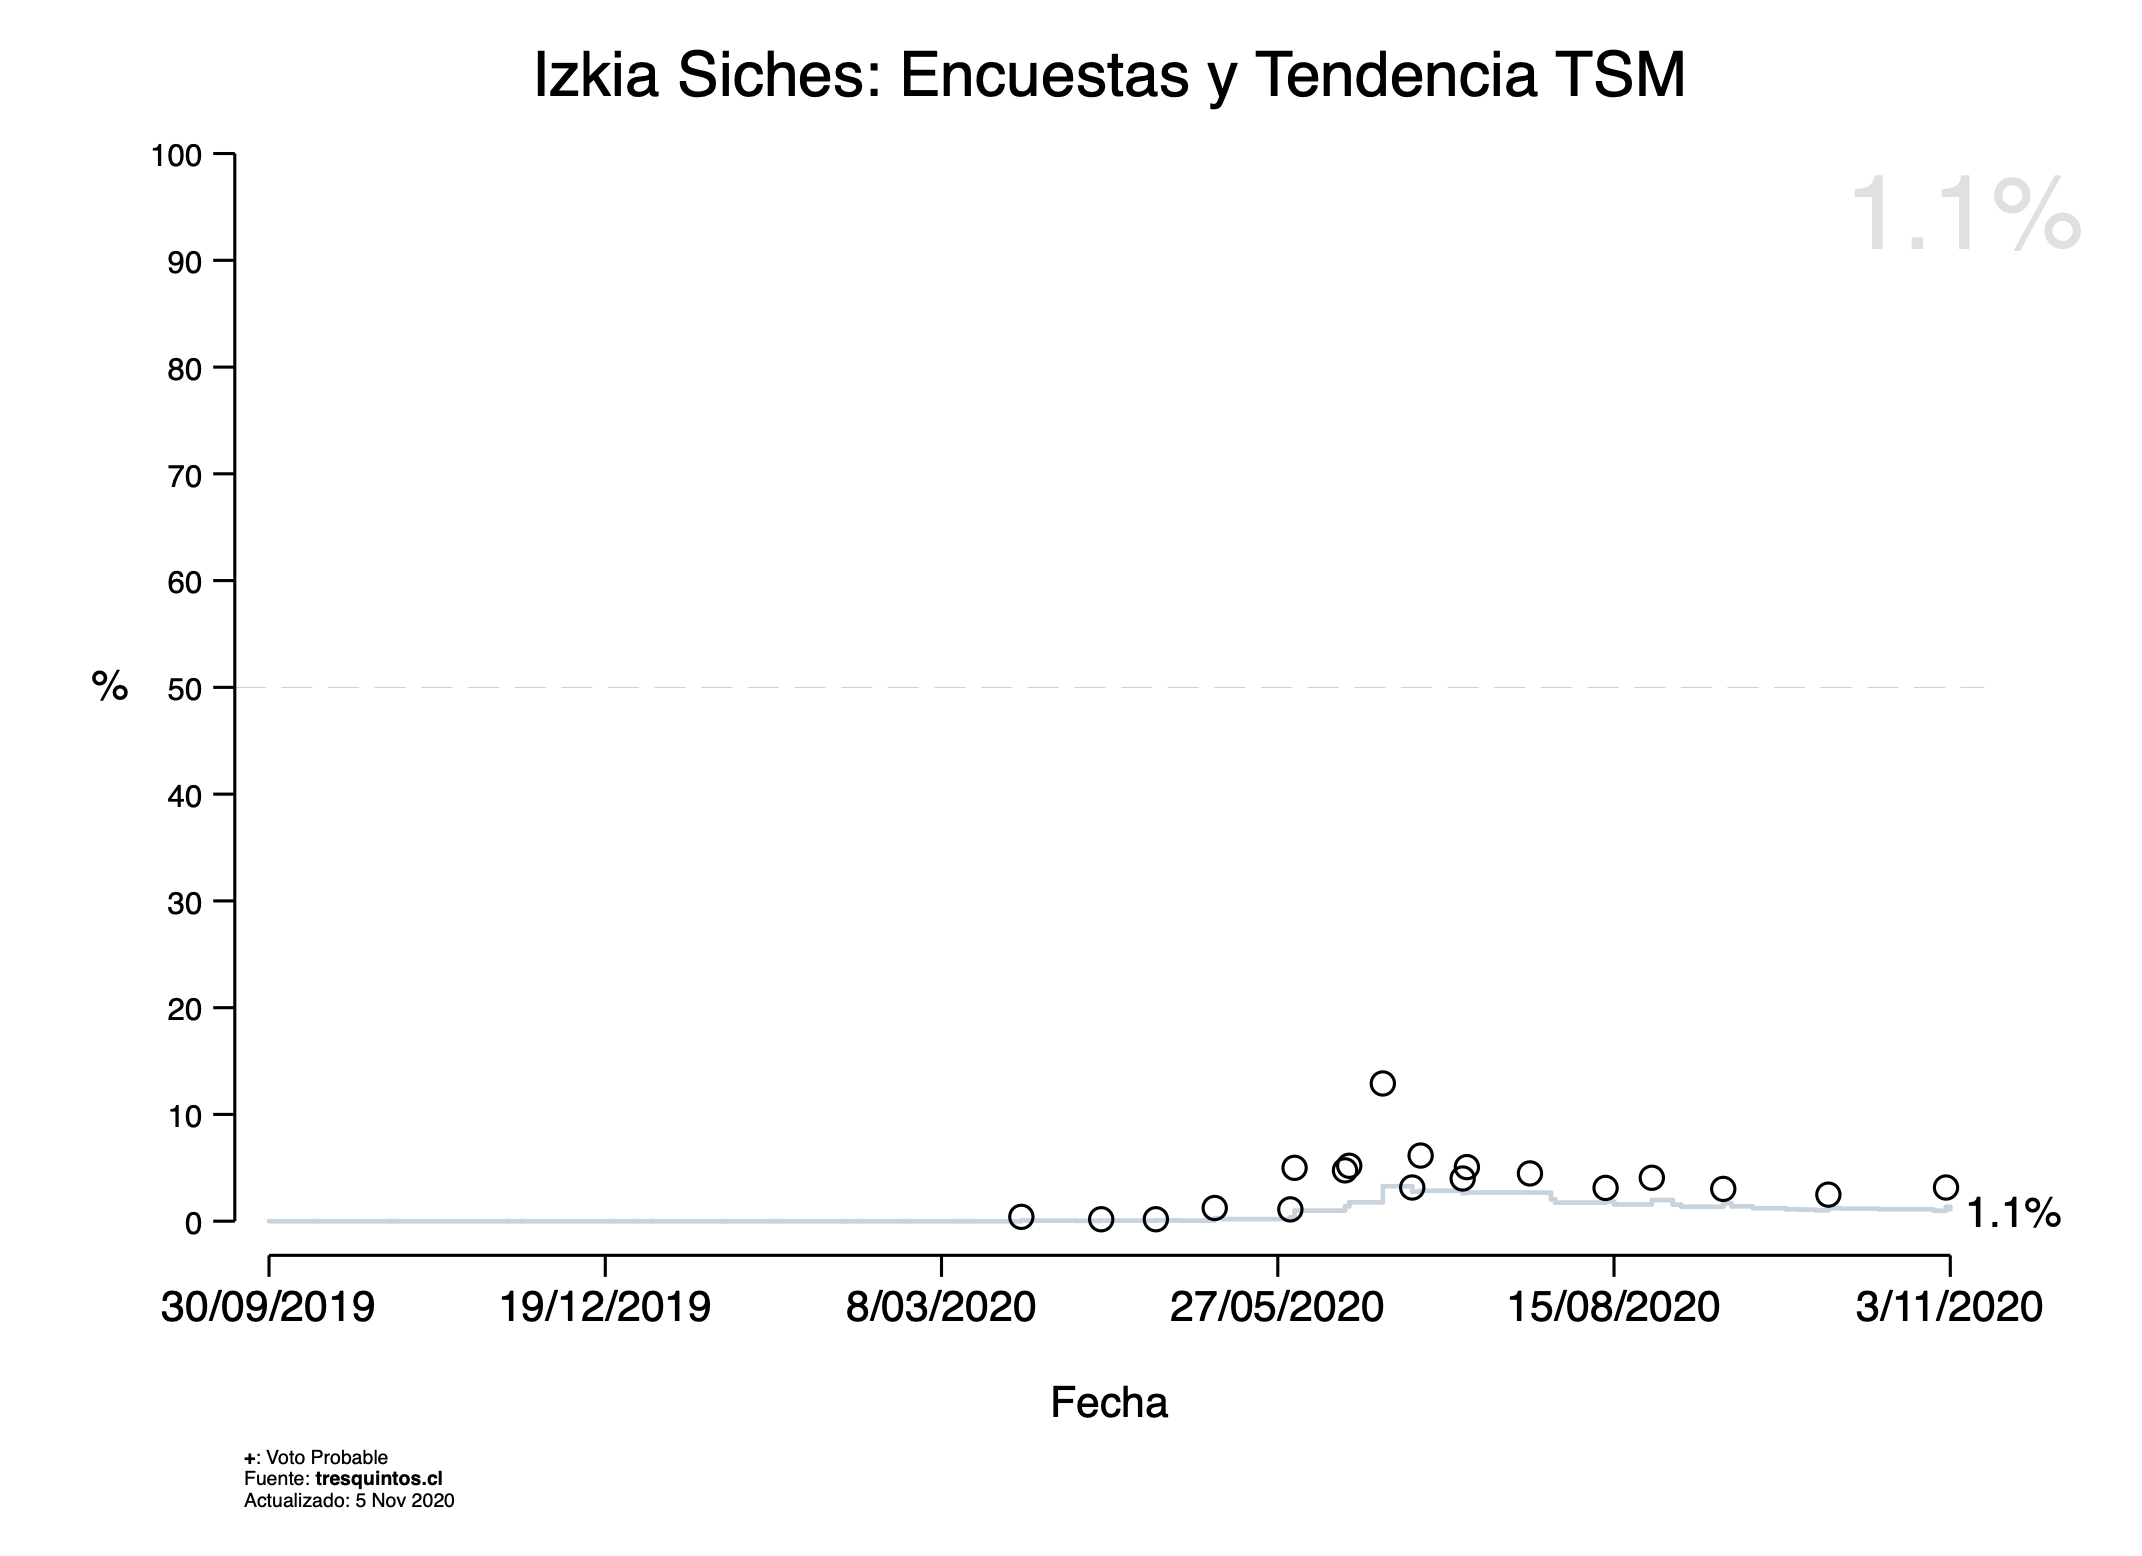 Izkia Siches: Encuestas y Tendencia TSM
1.1%
100
90
80
70
60
50
40
30
20
10
0
%
1.1%
30/09/2019 19/12/2019 8/03/2020 27/05/2020 15/08/2020 3/11/2020
Fecha
+: Voto Probable
Fuente: tresquintos.cl
Actualizado: 5 Nov 2020